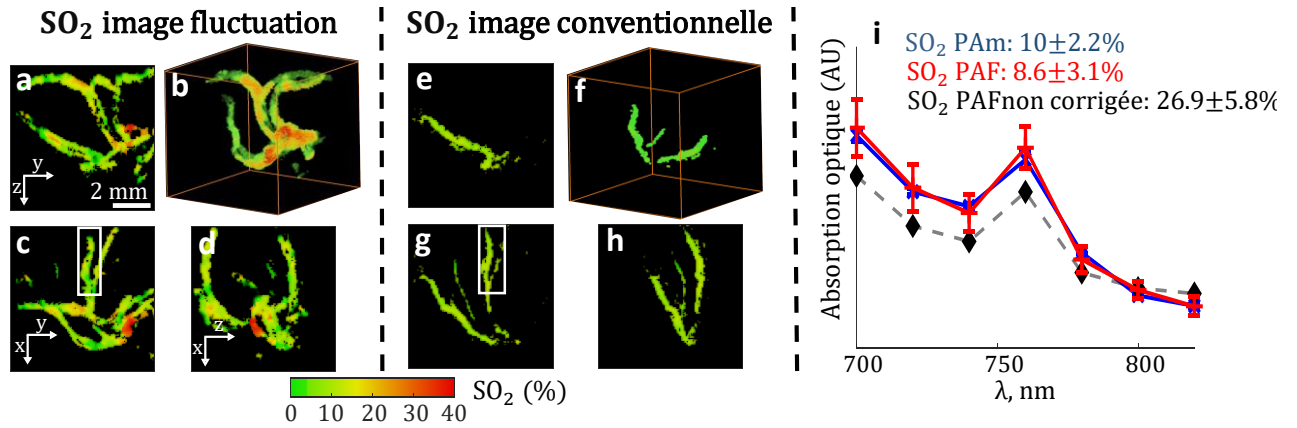 SO₂ image fluctuation
SO₂ image conventionnelle
a
b
y
z
2 mm
c
d
y
x
z
x
e
f
g
h
0 10 20 30 40
SO₂ (%)
i
SO₂ PAm: 10±2.2%
SO₂ PAF: 8.6±3.1%
SO₂ PAFnon corrigée: 26.9±5.8%
Absorption optique (AU)
700 750 800
λ, nm